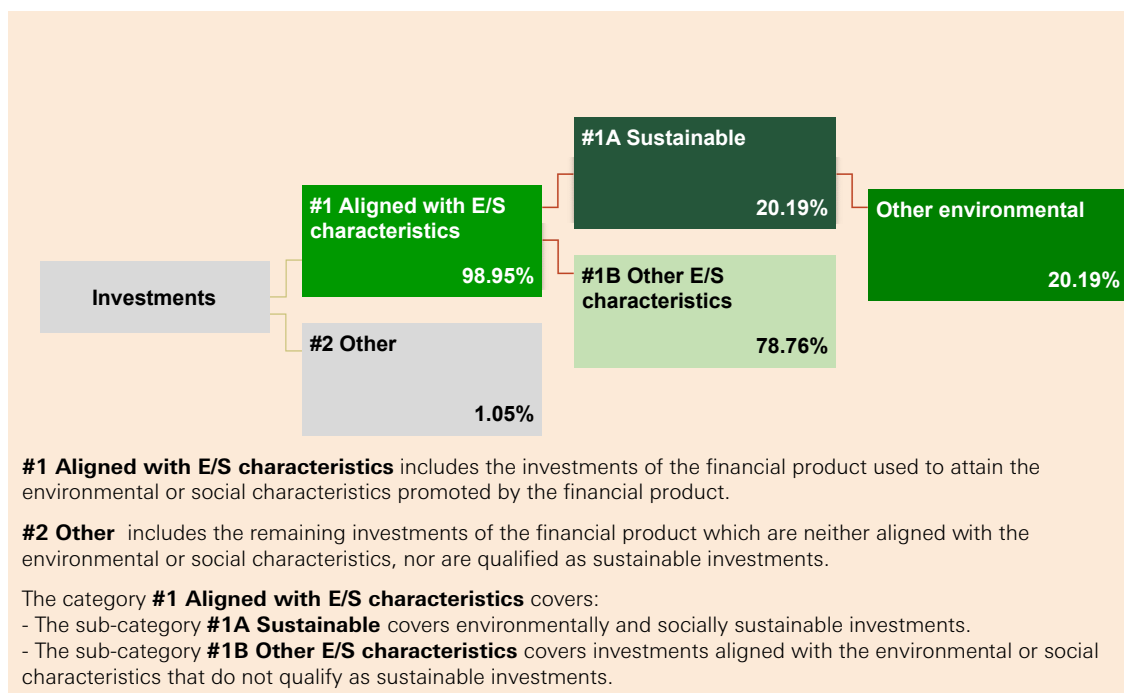 #1A Sustainable
20.19%
#1 Aligned with E/S
characteristics
98.95%
Other environmental
20.19%
Investments
#1B Other E/S
characteristics
78.76%
#2 Other
1.05%
#1 Aligned with E/S characteristics includes the investments of the financial product used to attain the
environmental or social characteristics promoted by the financial product.
#2 Other includes the remaining investments of the financial product which are neither aligned with the
environmental or social characteristics, nor are qualified as sustainable investments.
The category #1 Aligned with E/S characteristics covers:
- The sub-category #1A Sustainable covers environmentally and socially sustainable investments.
- The sub-category #1B Other E/S characteristics covers investments aligned with the environmental or social
characteristics that do not qualify as sustainable investments.